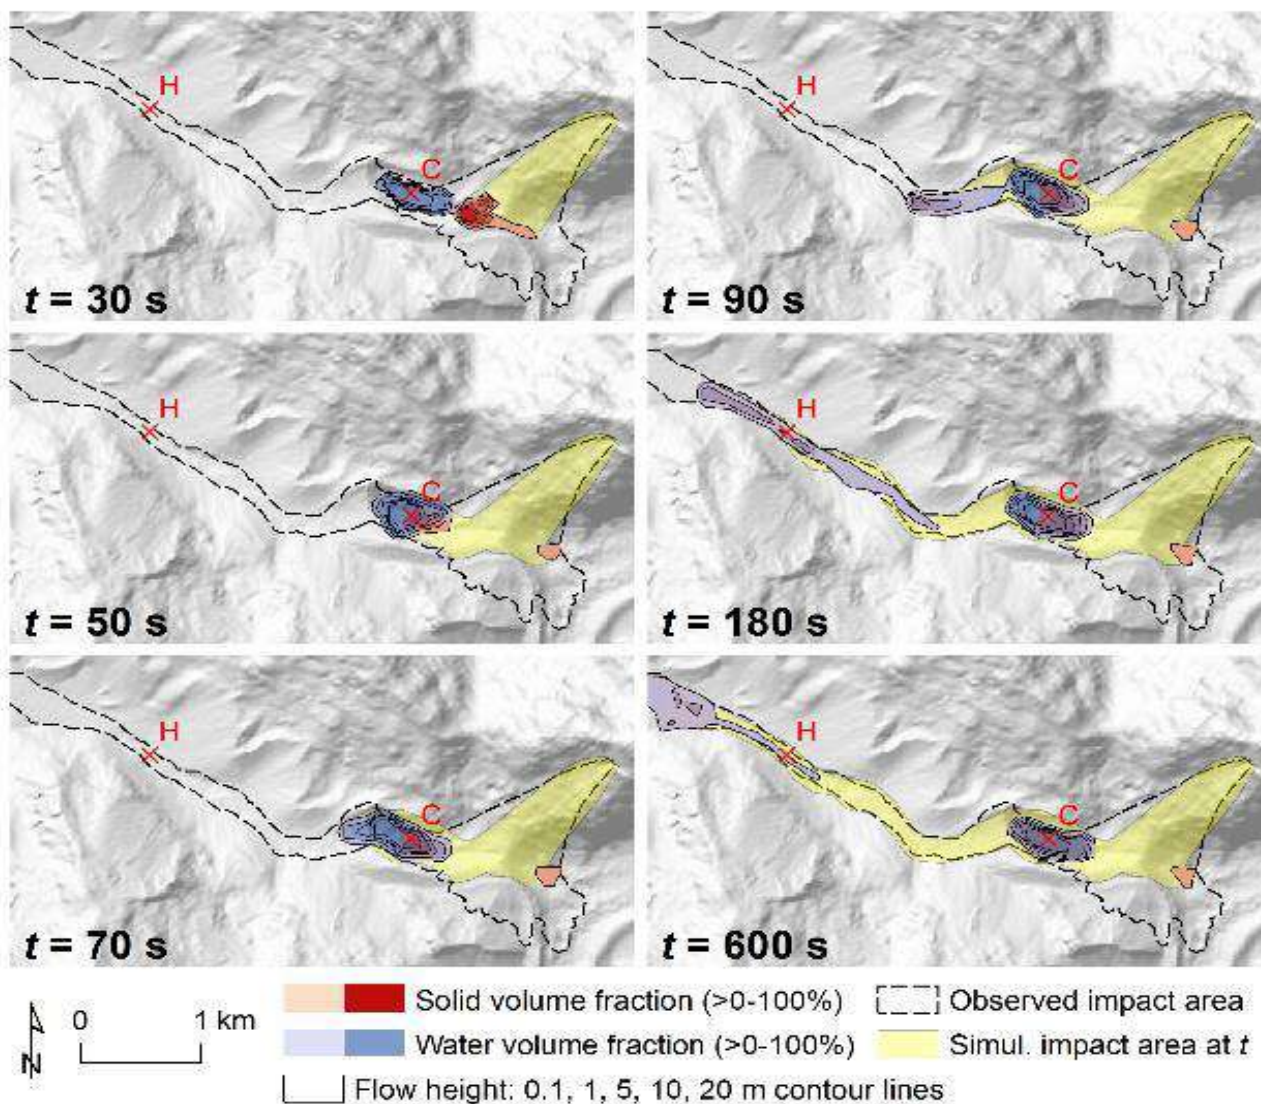 H
C
t = 30 s
H
C
t = 90 s
H
C
t = 50 s
H
C
t = 180 s
H
C
t = 70 s
H
C
t = 600 s
N
0 1 km
Solid volume fraction (>0-100%)
Water volume fraction (>0-100%)
Flow height: 0.1, 1, 5, 10, 20 m contour lines
Observed impact area
Simul. impact area at t